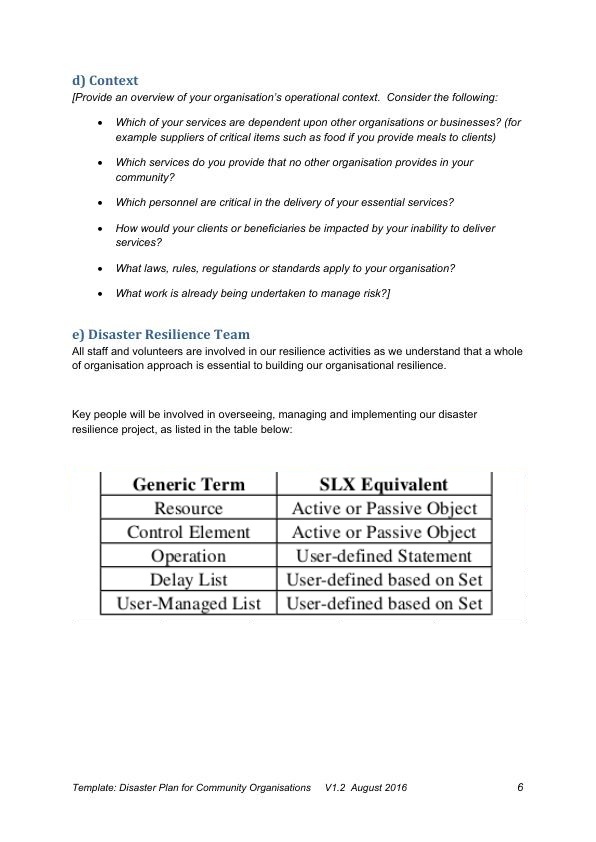 d) Context
[Provide an overview of your organisation's operational context.  Consider the following:
• Which of your services are dependent upon other organisations or businesses? (for
example suppliers of critical items such as food if you provide meals to clients)
• Which services do you provide that no other organisation provides in your
community?
• Which personnel are critical in the delivery of your essential services?
• How would your clients or beneficiaries be impacted by your inability to deliver
services?
• What laws, rules, regulations or standards apply to your organisation?
• What work is already being undertaken to manage risk?]
e) Disaster Resilience Team
All staff and volunteers are involved in our resilience activities as we understand that a whole
of organisation approach is essential to building our organisational resilience.
Key people will be involved in overseeing, managing and implementing our disaster
resilience project, as listed in the table below:
Generic Term SLX Equivalent
Resource Active or Passive Object
Control Element Active or Passive Object
Operation User-defined Statement
Delay List User-defined based on Set
User-Managed List User-defined based on Set
Template: Disaster Plan for Community Organisations V1.2 August 2016 6